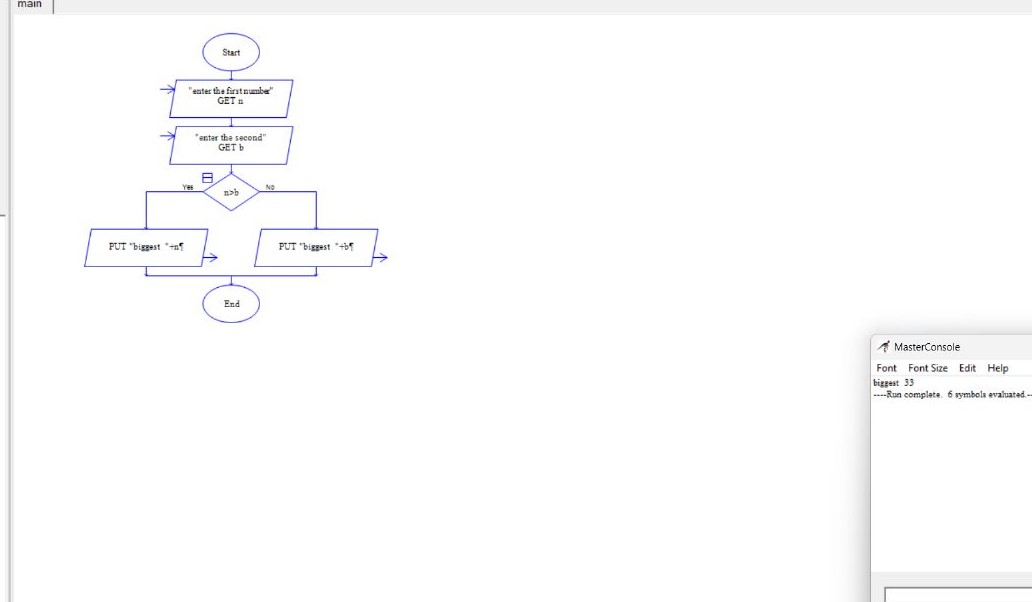 main
Start
"enter the first number"
GET n
"enter the second"
GET b
Yes
n>b
No
PUT "biggest "+n¶
PUT "biggest "+b¶
End
MasterConsole
Font Font Size Edit Help
biggest 33
----Run complete. 6 symbols evaluated.--